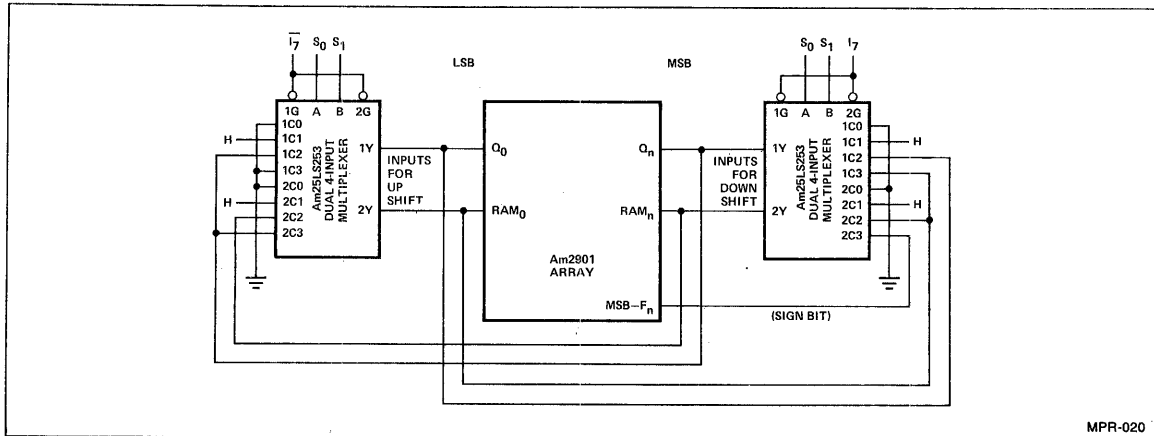 I̅7 S0 S1
LSB
MSB
S0 S1 I7
1G A B 2G
1C0
1C1
1C2
1C3
2C0
2C1
2C2
2C3
H
H
Am25LS253
DUAL 4-INPUT
MULTIPLEXER
1Y
2Y
INPUTS
FOR
UP
SHIFT
Q0
RAM0
Am2901
ARRAY
Qn
RAMn
MSB–Fn
INPUTS
FOR
DOWN
SHIFT
1G A B 2G
1Y
2Y
Am25LS253
DUAL 4-INPUT
MULTIPLEXER
1C0
1C1
1C2
1C3
2C0
2C1
2C2
2C3
H
H
(SIGN BIT)
MPR-020